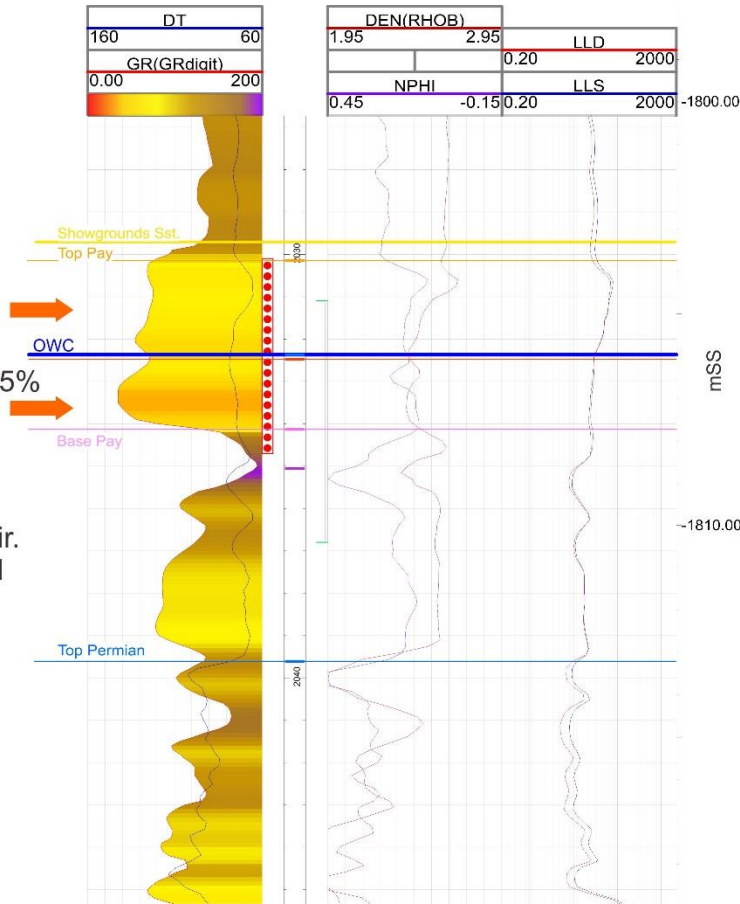 DT
160 60
GR(GRdigit)
0.00 200
DEN(RHOB)
1.95 2.95
NPHI
0.45 -0.15
LLD
0.20 2000
LLS
0.20 2000
-1800.00
Showgrounds Sst.
Top Pay
2030
OWC
5%
mSS
Base Pay
-1810.00
ir.
Top Permian
2040